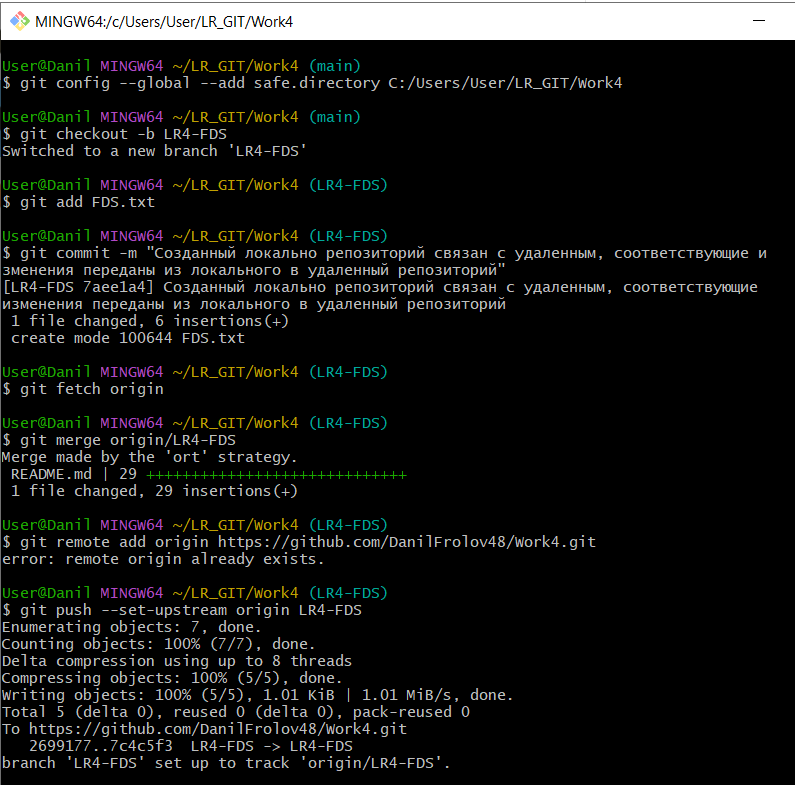 MINGW64:/c/Users/User/LR_GIT/Work4
User@Danil MINGW64 ~/LR_GIT/Work4 (main)
$ git config --global --add safe.directory C:/Users/User/LR_GIT/Work4
User@Danil MINGW64 ~/LR_GIT/Work4 (main)
$ git checkout -b LR4-FDS
Switched to a new branch 'LR4-FDS'
User@Danil MINGW64 ~/LR_GIT/Work4 (LR4-FDS)
$ git add FDS.txt
User@Danil MINGW64 ~/LR_GIT/Work4 (LR4-FDS)
$ git commit -m "Созданный локально репозиторий связан с удаленным, соответствующие и
зменения переданы из локального в удаленный репозиторий"
[LR4-FDS 7aee1a4] Созданный локально репозиторий связан с удаленным, соответствующие
изменения переданы из локального в удаленный репозиторий
1 file changed, 6 insertions(+)
create mode 100644 FDS.txt
User@Danil MINGW64 ~/LR_GIT/Work4 (LR4-FDS)
$ git fetch origin
User@Danil MINGW64 ~/LR_GIT/Work4 (LR4-FDS)
$ git merge origin/LR4-FDS
Merge made by the 'ort' strategy.
README.md | 29 +++++++++++++++++++++++++++++
1 file changed, 29 insertions(+)
User@Danil MINGW64 ~/LR_GIT/Work4 (LR4-FDS)
$ git remote add origin https://github.com/DanilFrolov48/Work4.git
error: remote origin already exists.
User@Danil MINGW64 ~/LR_GIT/Work4 (LR4-FDS)
$ git push --set-upstream origin LR4-FDS
Enumerating objects: 7, done.
Counting objects: 100% (7/7), done.
Delta compression using up to 8 threads
Compressing objects: 100% (5/5), done.
Writing objects: 100% (5/5), 1.01 KiB | 1.01 MiB/s, done.
Total 5 (delta 0), reused 0 (delta 0), pack-reused 0
To https://github.com/DanilFrolov48/Work4.git
2699177..7c4c5f3  LR4-FDS -> LR4-FDS
branch 'LR4-FDS' set up to track 'origin/LR4-FDS'.